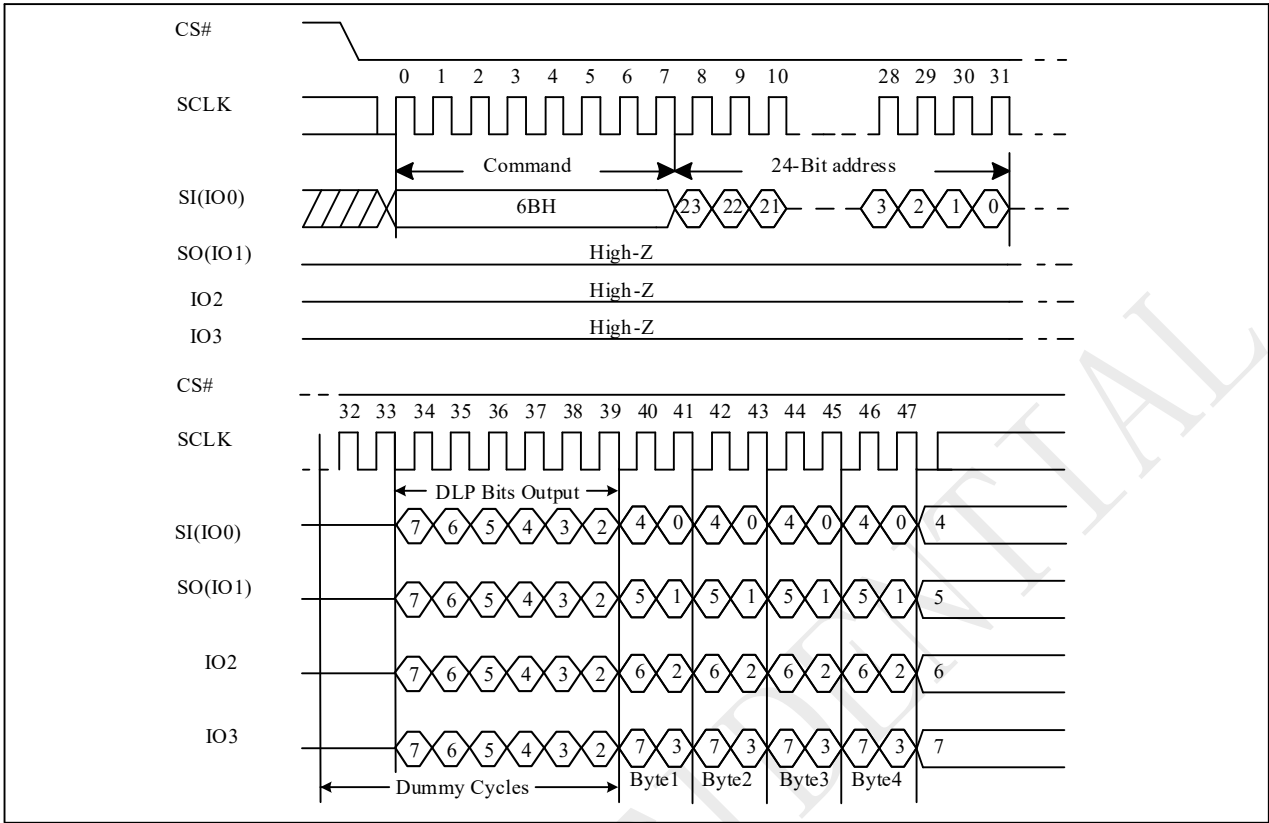 CS#
0 1 2 3 4 5 6 7 8 9 10 28 29 30 31
SCLK
Command 24-Bit address
SI(IO0) 6BH 23 22 21 3 2 1 0
SO(IO1) High-Z
IO2 High-Z
IO3 High-Z
CS#
32 33 34 35 36 37 38 39 40 41 42 43 44 45 46 47
SCLK
DLP Bits Output
SI(IO0) 7 6 5 4 3 2 4 0 4 0 4 0 4 0 4
SO(IO1) 7 6 5 4 3 2 5 1 5 1 5 1 5 1 5
IO2 7 6 5 4 3 2 6 2 6 2 6 2 6 2 6
IO3 7 6 5 4 3 2 7 3 7 3 7 3 7 3 7
Dummy Cycles Byte1 Byte2 Byte3 Byte4